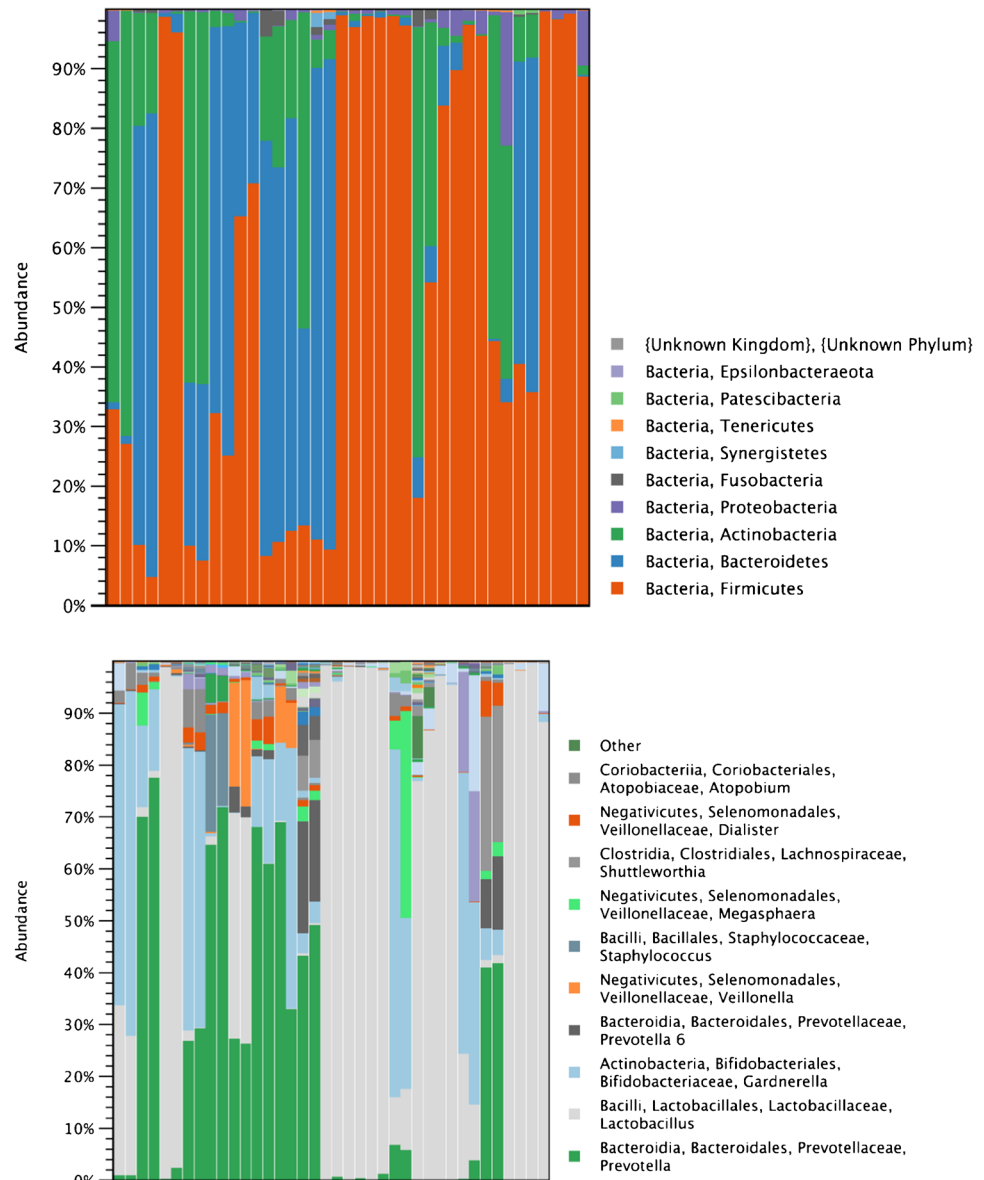 90%
80%
70%
60%
50%
40%
30%
20%
10%
0%
Abundance
{Unknown Kingdom}, {Unknown Phylum}
Bacteria, Epsilonbacteraeota
Bacteria, Patescibacteria
Bacteria, Tenericutes
Bacteria, Synergistetes
Bacteria, Fusobacteria
Bacteria, Proteobacteria
Bacteria, Actinobacteria
Bacteria, Bacteroidetes
Bacteria, Firmicutes
90%
80%
70%
60%
50%
40%
30%
20%
10%
0%
Abundance
Other
Coriobacteriia, Coriobacteriales,
Atopobiaceae, Atopobium
Negativicutes, Selenomonadales,
Veillonellaceae, Dialister
Clostridia, Clostridiales, Lachnospiraceae,
Shuttleworthia
Negativicutes, Selenomonadales,
Veillonellaceae, Megasphaera
Bacilli, Bacillales, Staphylococcaceae,
Staphylococcus
Negativicutes, Selenomonadales,
Veillonellaceae, Veillonella
Bacteroidia, Bacteroidales, Prevotellaceae,
Prevotella 6
Actinobacteria, Bifidobacteriales,
Bifidobacteriaceae, Gardnerella
Bacilli, Lactobacillales, Lactobacillaceae,
Lactobacillus
Bacteroidia, Bacteroidales, Prevotellaceae,
Prevotella